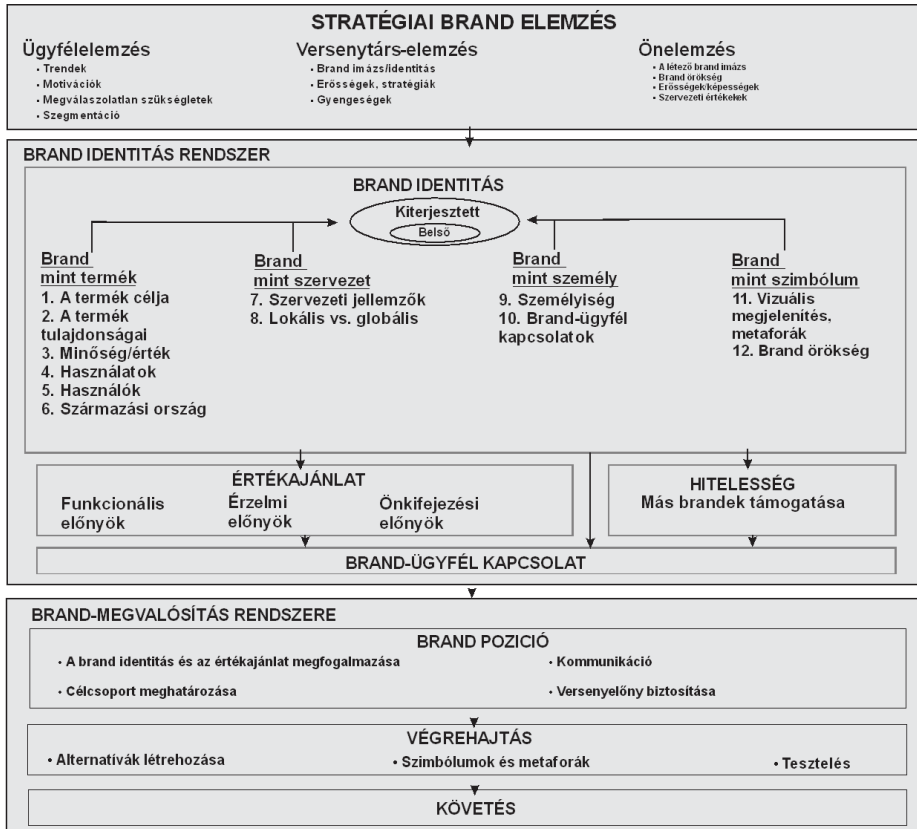 STRATÉGIAI BRAND ELEMZÉS
Ügyfélelemzés
• Trendek
• Motivációk
• Megválaszolatlan szükségletek
• Szegmentáció
Versenytárs-elemzés
• Brand imázs/identitás
• Erősségek, stratégiák
• Gyengeségek
Önelemzés
• A létező brand imázs
• Brand örökség
• Erősségek/képességek
• Szervezeti értékekek
BRAND IDENTITÁS RENDSZER
BRAND IDENTITÁS
Kiterjesztett
Belső
Brand
mint termék
1. A termék célja
2. A termék
tulajdonságai
3. Minőség/érték
4. Használatok
5. Használók
6. Származási ország
Brand
mint szervezet
7. Szervezeti jellemzők
8. Lokális vs. globális
Brand
mint személy
9. Személyiség
10. Brand-ügyfél
kapcsolatok
Brand
mint szimbólum
11. Vizuális
megjelenítés,
metaforák
12. Brand örökség
ÉRTÉKAJÁNLAT
Funkcionális
előnyök
Érzelmi
előnyök
Önkifejezési
előnyök
HITELESSÉG
Más brandek támogatása
BRAND-ÜGYFÉL KAPCSOLAT
BRAND-MEGVALÓSÍTÁS RENDSZERE
BRAND POZICIÓ
• A brand identitás és az értékajánlat megfogalmazása
• Kommunikáció
• Célcsoport meghatározása
• Versenyelőny biztosítása
VÉGREHAJTÁS
• Alternatívák létrehozása
• Szimbólumok és metaforák
• Tesztelés
KÖVETÉS